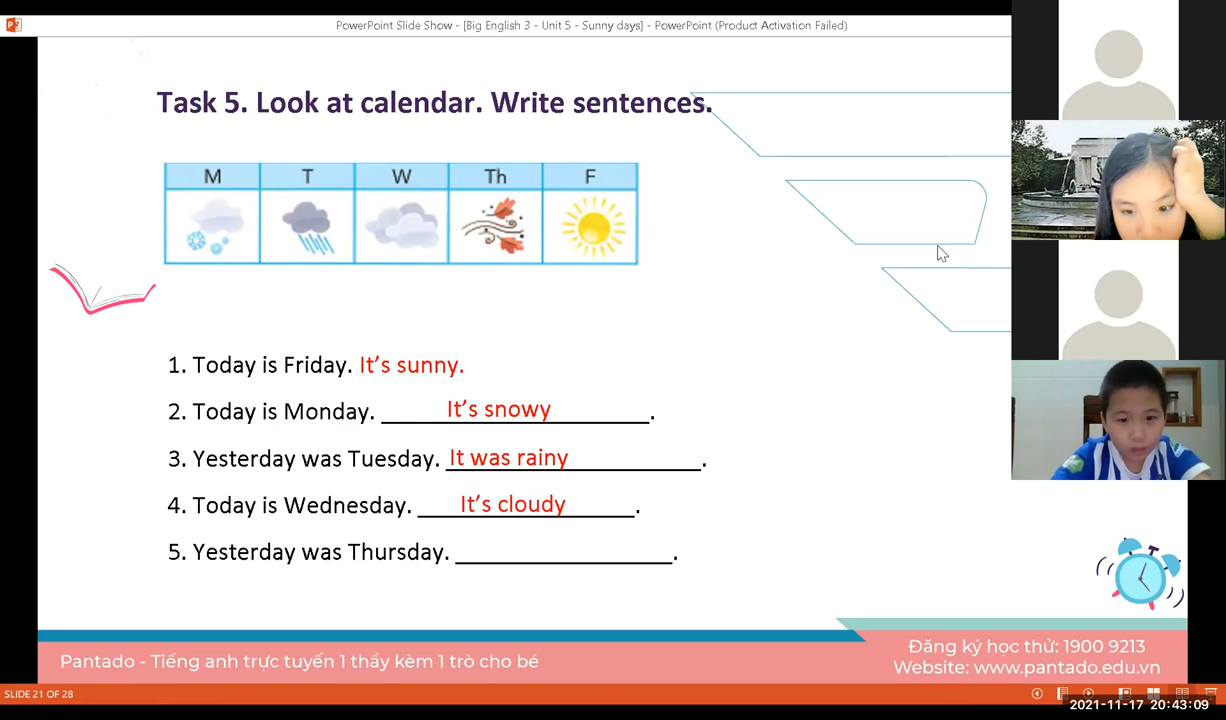 PowerPoint Slide Show - [Big English 3 - Unit 5 - Sunny days] - PowerPoint (Product Activation Failed)
Task 5. Look at calendar. Write sentences.
M T W Th F
1. Today is Friday. It's sunny.
2. Today is Monday. It's snowy.
3. Yesterday was Tuesday. It was rainy.
4. Today is Wednesday. It's cloudy.
5. Yesterday was Thursday. ____________________.
Pantado - Tiếng anh trực tuyến 1 thầy kèm 1 trò cho bé
Đăng ký học thử: 1900 9213
Website: www.pantado.edu.vn
SLIDE 21 OF 28
2021-11-17 20:43:09